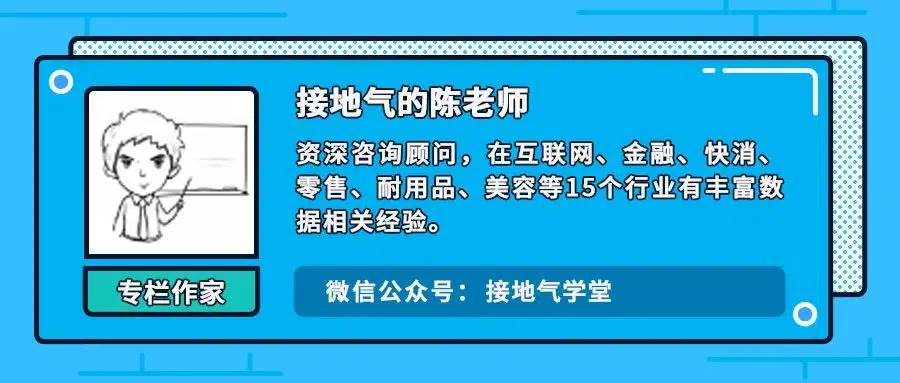 接地气的陈老师
资深咨询顾问，在互联网、金融、快消、
零售、耐用品、美容等15个行业有丰富数
据相关经验。
专栏作家
微信公众号：接地气学堂